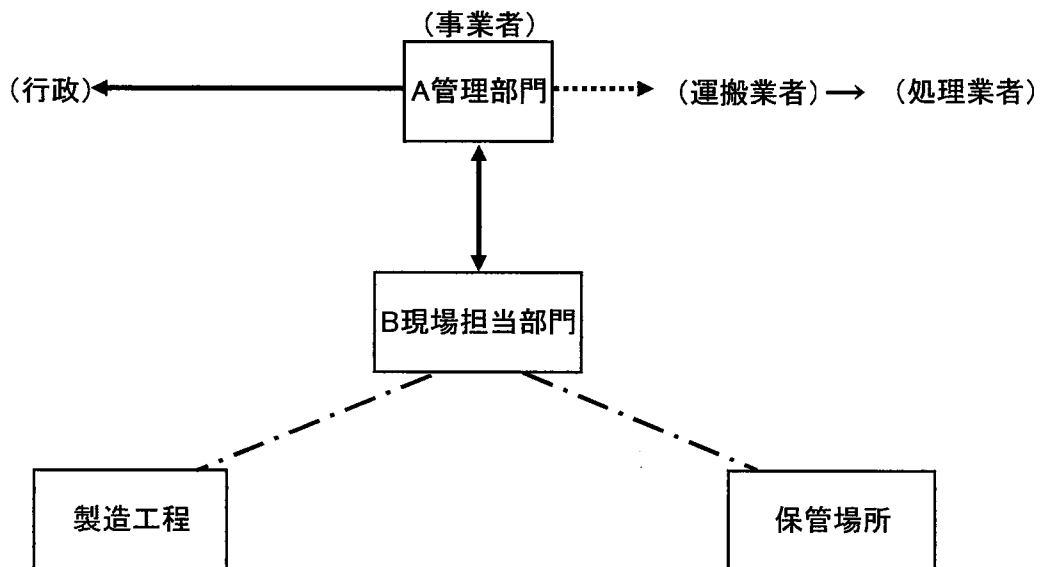 (事業者)
(行政)
A管理部門
(運搬業者)
(処理業者)
B現場担当部門
製造工程
保管場所